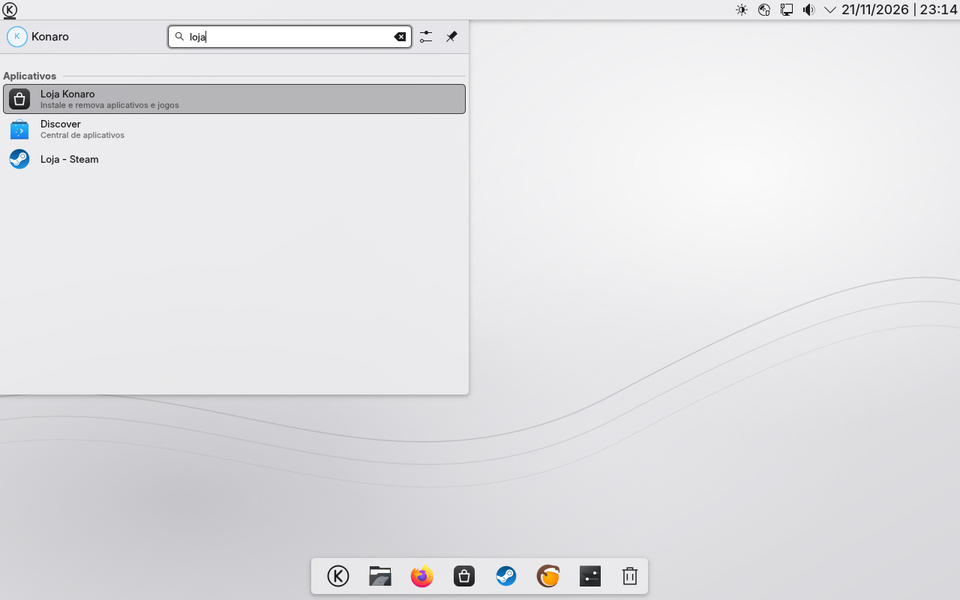 K
21/11/2026 | 23:14
K
Konaro
loja
Aplicativos
Loja Konaro
Instale e remova aplicativos e jogos
Discover
Central de aplicativos
Loja - Steam
K